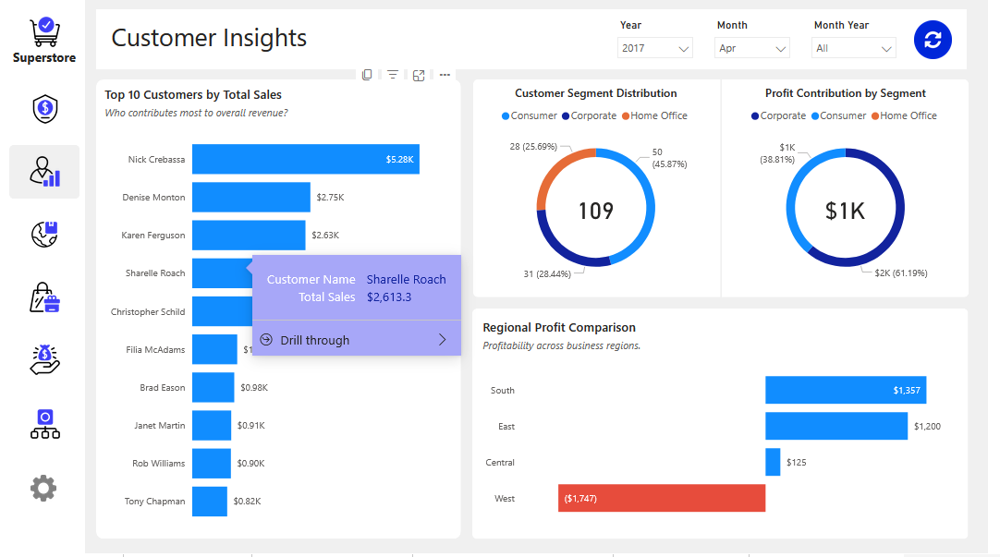 Superstore
Customer Insights
Year
2017
Month
Apr
Month Year
All
Top 10 Customers by Total Sales
Who contributes most to overall revenue?
Nick Crebassa $5.28K
Denise Monton $2.75K
Karen Ferguson $2.63K
Sharelle Roach
Christopher Schild
Filia McAdams $1
Brad Eason $0.98K
Janet Martin $0.91K
Rob Williams $0.90K
Tony Chapman $0.82K
Customer Name Sharelle Roach
Total Sales $2,613.3
Drill through
Customer Segment Distribution
Consumer Corporate Home Office
28 (25.69%)
50
(45.87%)
109
31 (28.44%)
Profit Contribution by Segment
Corporate Consumer Home Office
$1K
(38.81%)
$1K
$2K (61.19%)
Regional Profit Comparison
Profitability across business regions.
South $1,357
East $1,200
Central $125
West ($1,747)